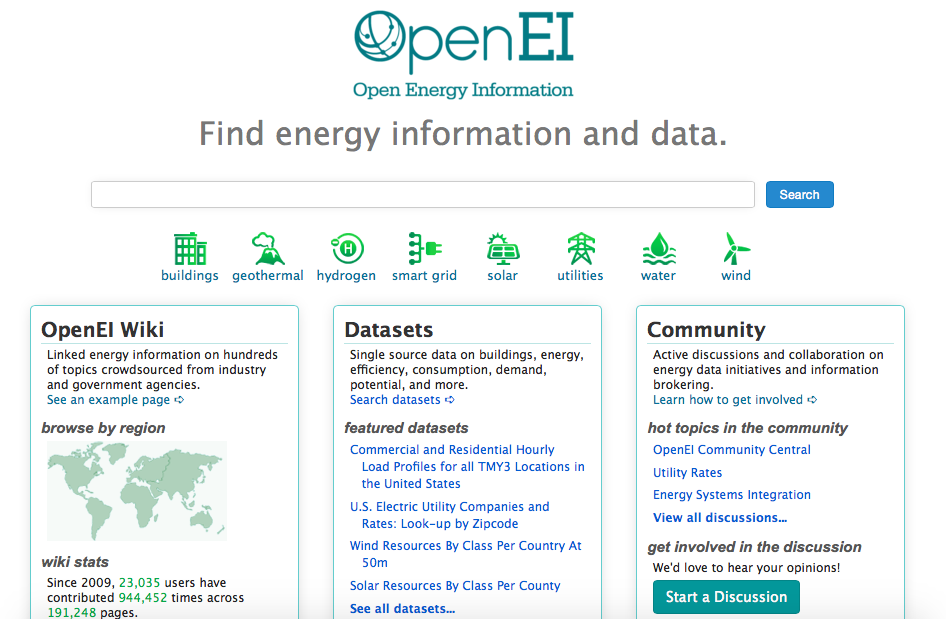 OpenEI
Open Energy Information
Find energy information and data.
Search
H
buildings geothermal hydrogen smart grid solar utilities water wind
OpenEI Wiki
Linked energy information on hundreds
of topics crowdsourced from industry
and government agencies.
See an example page ➪
browse by region
wiki stats
Since 2009, 23,035 users have
contributed 944,452 times across
191,248 pages.
Datasets
Single source data on buildings, energy,
efficiency, consumption, demand,
potential, and more.
Search datasets ➪
featured datasets
Commercial and Residential Hourly
Load Profiles for all TMY3 Locations in
the United States
U.S. Electric Utility Companies and
Rates: Look-up by Zipcode
Wind Resources By Class Per Country At
50m
Solar Resources By Class Per County
See all datasets...
Community
Active discussions and collaboration on
energy data initiatives and information
brokering.
Learn how to get involved ➪
hot topics in the community
OpenEI Community Central
Utility Rates
Energy Systems Integration
View all discussions...
get involved in the discussion
We'd love to hear your opinions!
Start a Discussion